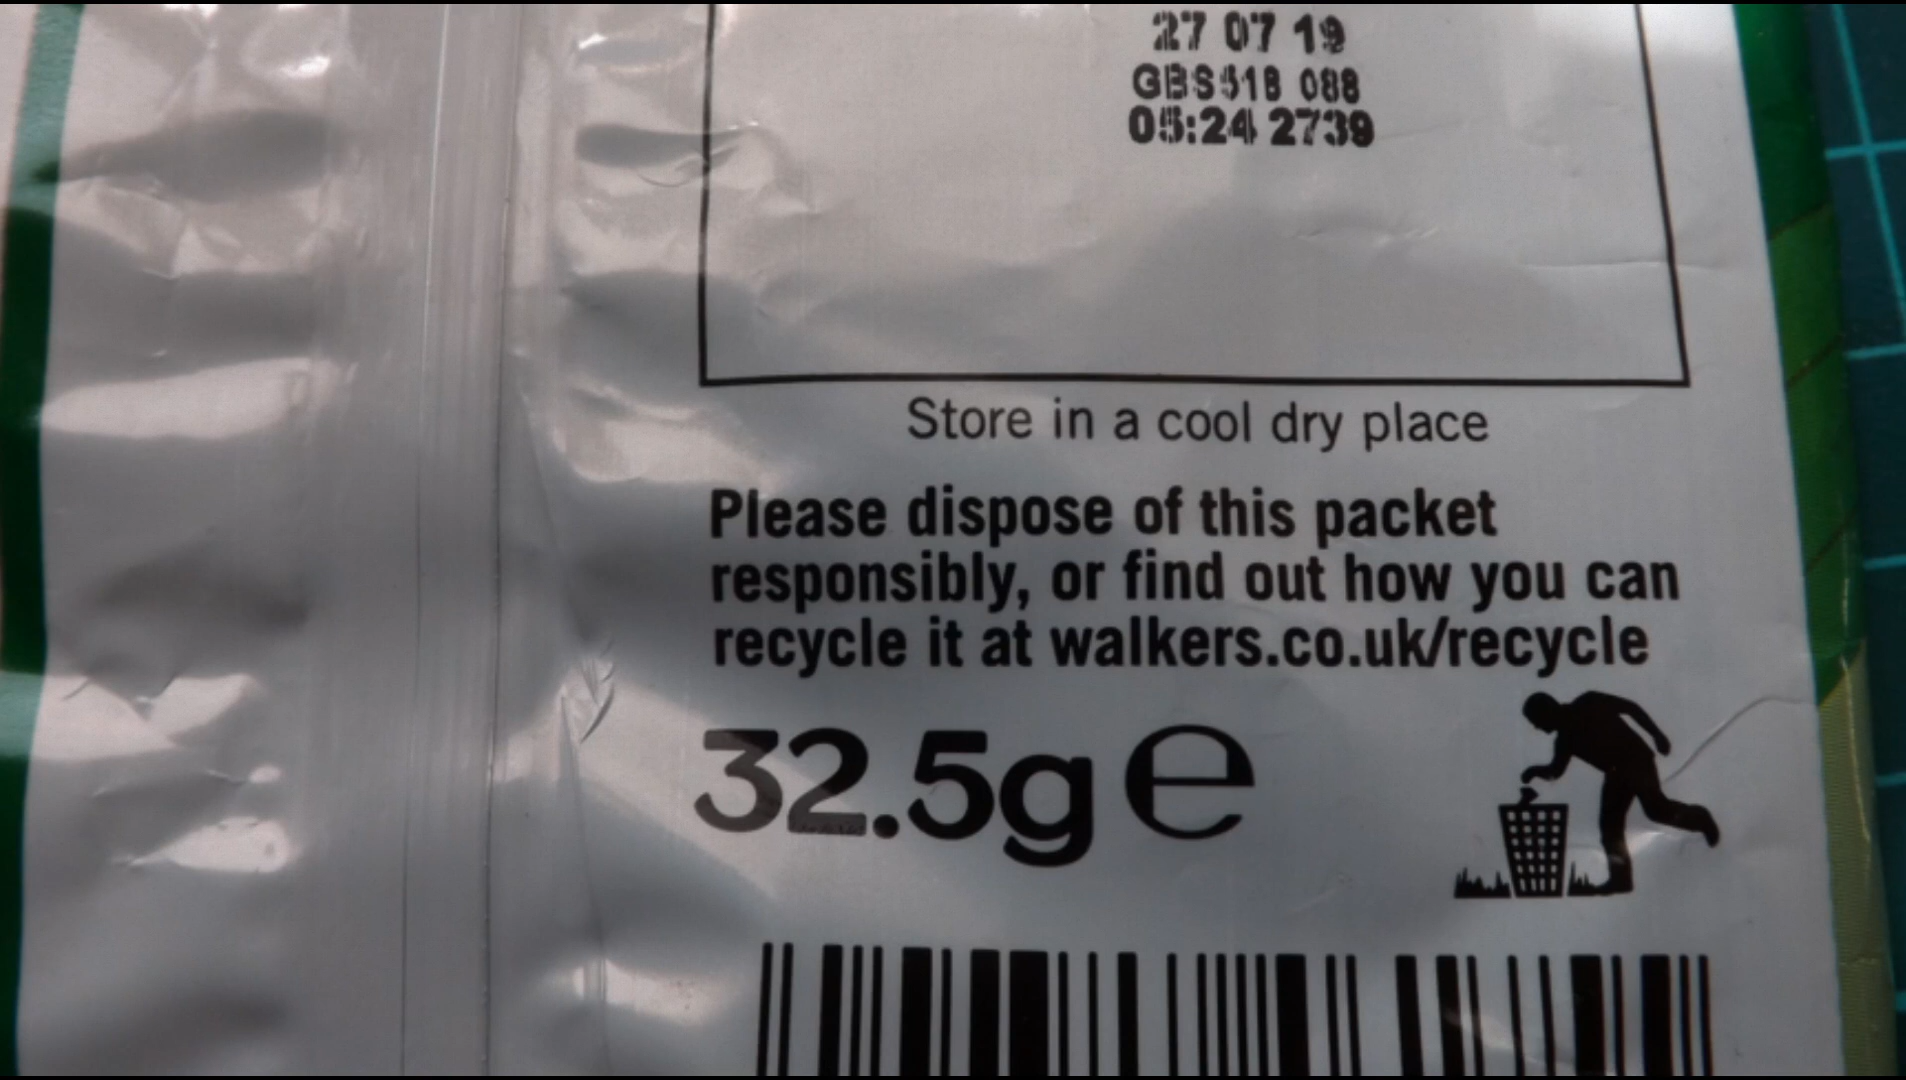 27 07 19
GBS518 088
05:24 2739
Store in a cool dry place
Please dispose of this packet
responsibly, or find out how you can
recycle it at walkers.co.uk/recycle
32.5g e